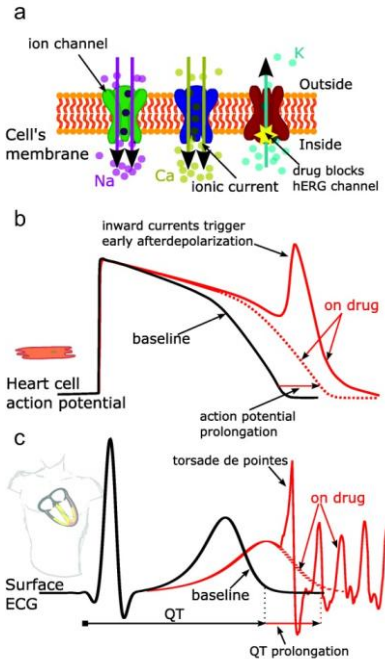 a
ion channel
K
Outside
Cell's
membrane
Inside
Na
Ca
ionic current
drug blocks
hERG channel
b
inward currents trigger
early afterdepolarization
on drug
baseline
Heart cell
action potential
action potential
prolongation
c
torsade de pointes
on drug
baseline
Surface
ECG
QT
QT prolongation